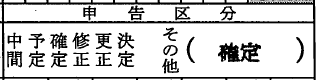 申告区分
中間 予定 確定 修正 更正 決定 その他 ( 確定 )